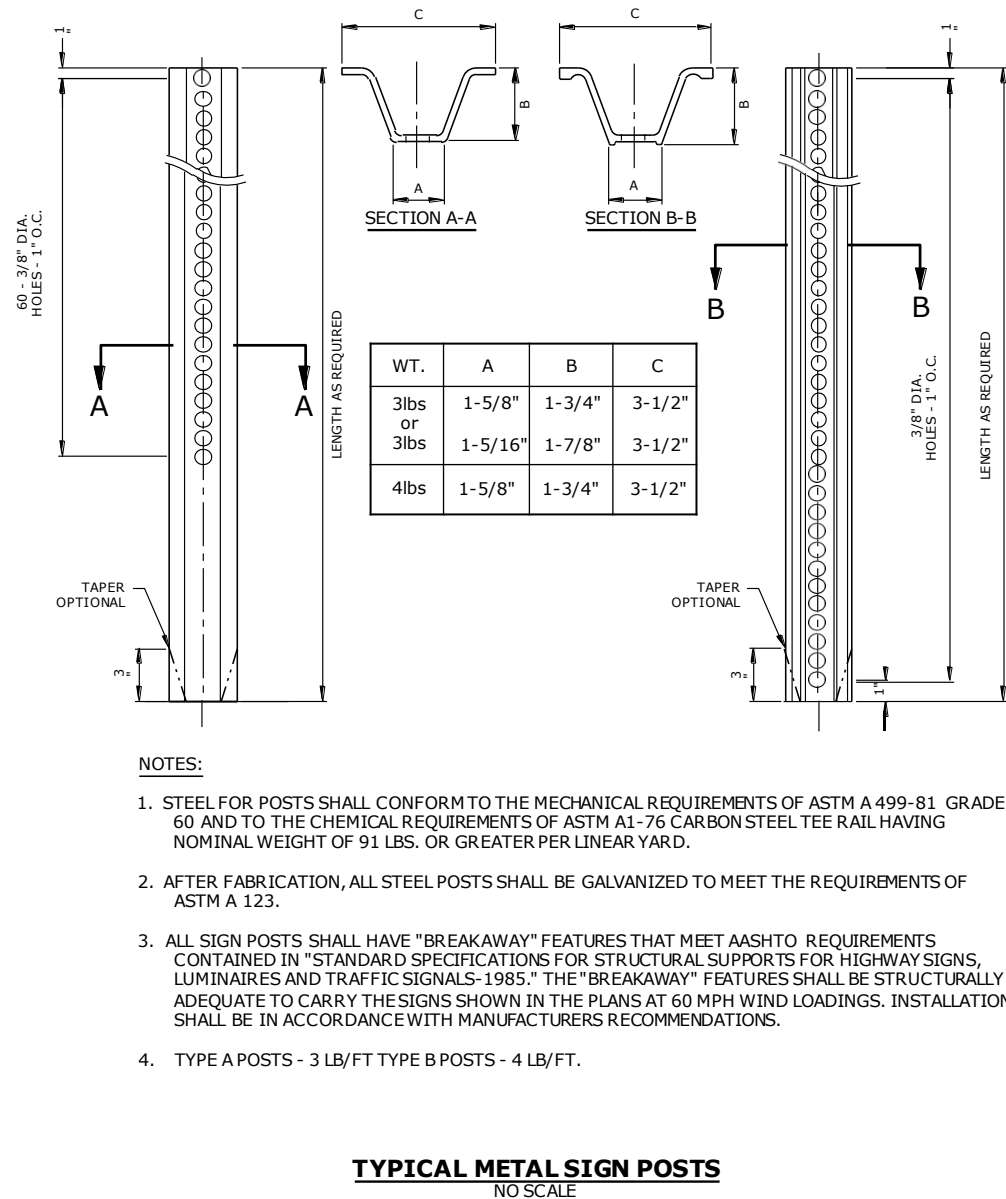 1"
C
C
1"
B
B
A
A
SECTION A-A
SECTION B-B
60 - 3/8" DIA.
HOLES - 1" O.C.
LENGTH AS REQUIRED
B
B
3/8" DIA.
HOLES - 1" O.C.
LENGTH AS REQUIRED
A
A
WT. A B C
3lbs 1-5/8" 1-3/4" 3-1/2"
or
3lbs 1-5/16" 1-7/8" 3-1/2"
4lbs 1-5/8" 1-3/4" 3-1/2"
TAPER
OPTIONAL
TAPER
OPTIONAL
3"
3"
1"
NOTES:
1. STEEL FOR POSTS SHALL CONFORM TO THE MECHANICAL REQUIREMENTS OF ASTM A 499-81 GRADE
60 AND TO THE CHEMICAL REQUIREMENTS OF ASTM A1-76 CARBON STEEL TEE RAIL HAVING
NOMINAL WEIGHT OF 91 LBS. OR GREATER PER LINEAR YARD.
2. AFTER FABRICATION, ALL STEEL POSTS SHALL BE GALVANIZED TO MEET THE REQUIREMENTS OF
ASTM A 123.
3. ALL SIGN POSTS SHALL HAVE "BREAKAWAY" FEATURES THAT MEET AASHTO REQUIREMENTS
CONTAINED IN "STANDARD SPECIFICATIONS FOR STRUCTURAL SUPPORTS FOR HIGHWAY SIGNS,
LUMINAIRES AND TRAFFIC SIGNALS-1985." THE "BREAKAWAY" FEATURES SHALL BE STRUCTURALLY
ADEQUATE TO CARRY THE SIGNS SHOWN IN THE PLANS AT 60 MPH WIND LOADINGS. INSTALLATION
SHALL BE IN ACCORDANCE WITH MANUFACTURERS RECOMMENDATIONS.
4. TYPE A POSTS - 3 LB/FT TYPE B POSTS - 4 LB/FT.
TYPICAL METAL SIGN POSTS
NO SCALE